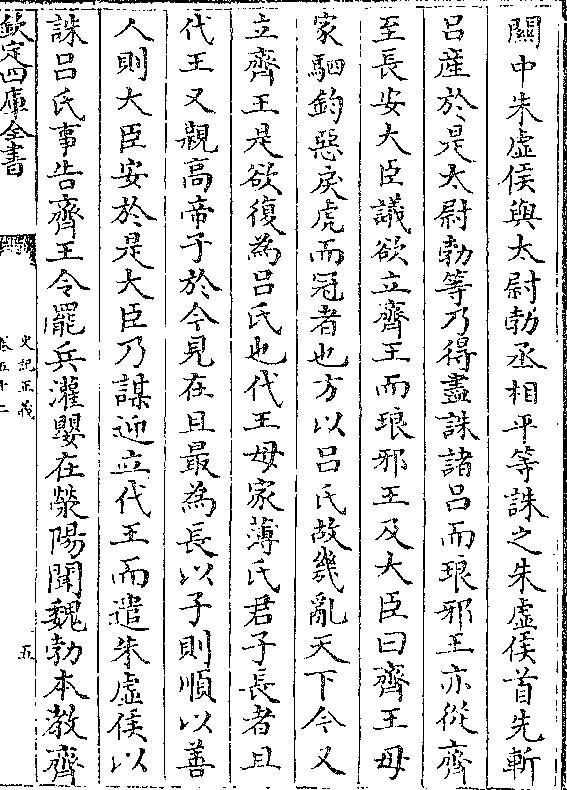 關中朱虚侯與太尉勃丞相平等誅之朱虚侯首先斬
吕産於是太尉勃等乃得盡誅諸吕而琅邪王亦從齊
至長安大臣議欲立齊王而琅邪王及大臣曰齊王母
家駟鈞惡戾虎而冠者也方以吕氏故幾亂天下今又
立齊王是欲復為吕氏也代王母家薄氏君子長者且
代王又親髙帝子於今見在且最為長以子則順以善
人則大臣安於是大臣乃謀迎立代王而遣朱虚侯以
誅吕氏事告齊王令罷兵灌嬰在滎陽聞魏勃本教齊
欽定四庫全書
史記正義
卷五十二
五